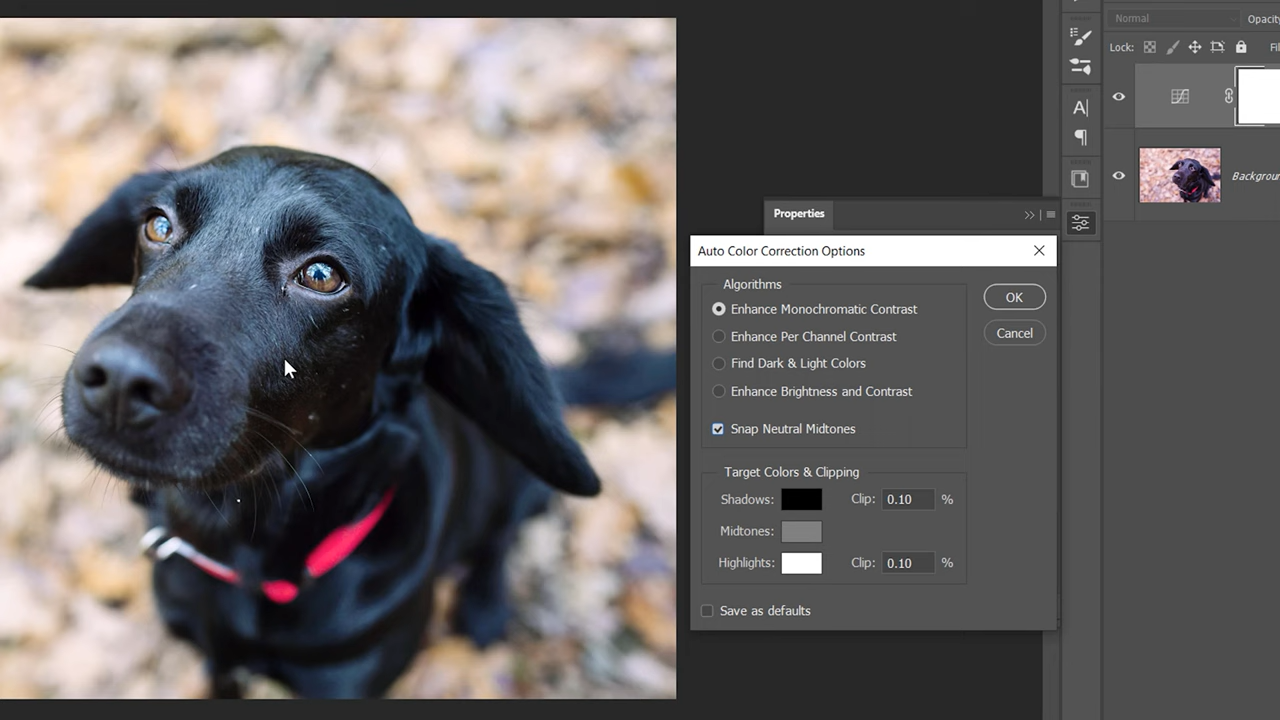 Normal
Opacity
Lock:
Fil
Backgroun
Properties
Auto Color Correction Options
Algorithms
Enhance Monochromatic Contrast
Enhance Per Channel Contrast
Find Dark & Light Colors
Enhance Brightness and Contrast
Snap Neutral Midtones
OK
Cancel
Target Colors & Clipping
Shadows: Clip: 0.10 %
Midtones:
Highlights: Clip: 0.10 %
Save as defaults